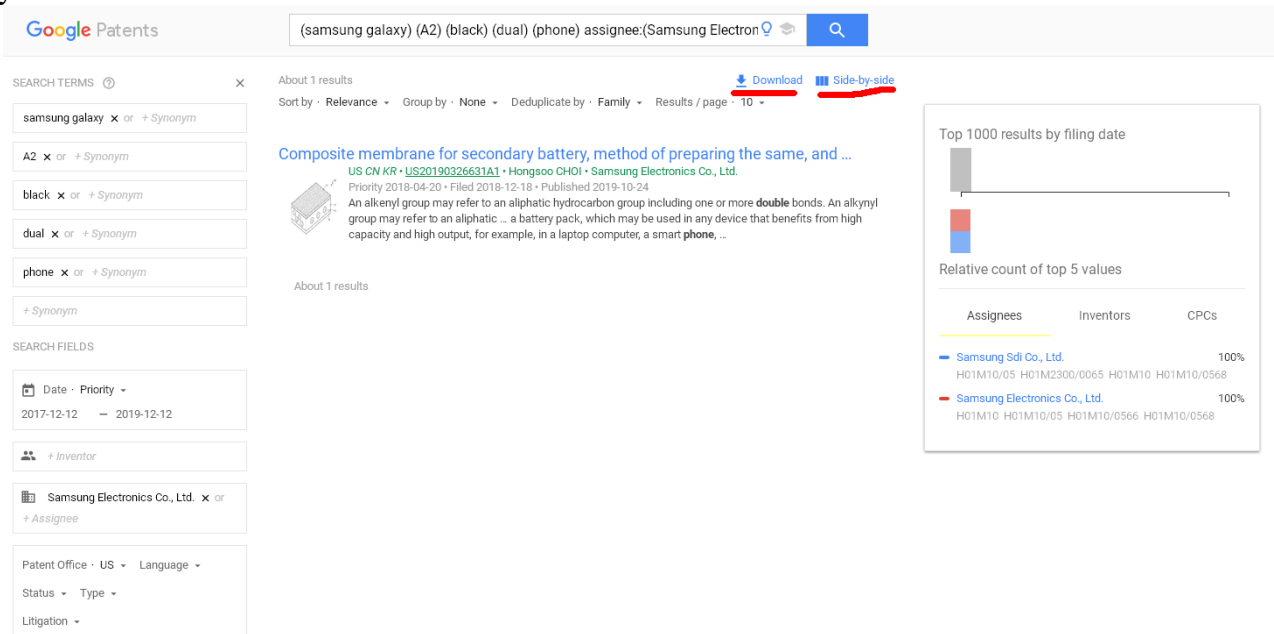 Google Patents
(samsung galaxy) (A2) (black) (dual) (phone) assignee:(Samsung Electron
SEARCH TERMS
samsung galaxy x or + Synonym
A2 x or + Synonym
black x or + Synonym
dual x or + Synonym
phone x or + Synonym
+ Synonym
SEARCH FIELDS
Date · Priority
2017-12-12 – 2019-12-12
+ Inventor
Samsung Electronics Co., Ltd. x or
+ Assignee
Patent Office · US Language
Status Type
Litigation
About 1 results
Download Side-by-side
Sort by · Relevance Group by · None Deduplicate by · Family Results / page · 10
Composite membrane for secondary battery, method of preparing the same, and ...
US CN KR • US20190326631A1 • Hongsoo CHOI • Samsung Electronics Co., Ltd.
Priority 2018-04-20 • Filed 2018-12-18 • Published 2019-10-24
An alkenyl group may refer to an aliphatic hydrocarbon group including one or more double bonds. An alkynyl
group may refer to an aliphatic ... a battery pack, which may be used in any device that benefits from high
capacity and high output, for example, in a laptop computer, a smart phone, ...
About 1 results
Top 1000 results by filing date
Relative count of top 5 values
Assignees Inventors CPCs
Samsung Sdi Co., Ltd. 100%
H01M10/05 H01M2300/0065 H01M10 H01M10/0568
Samsung Electronics Co., Ltd. 100%
H01M10 H01M10/05 H01M10/0566 H01M10/0568